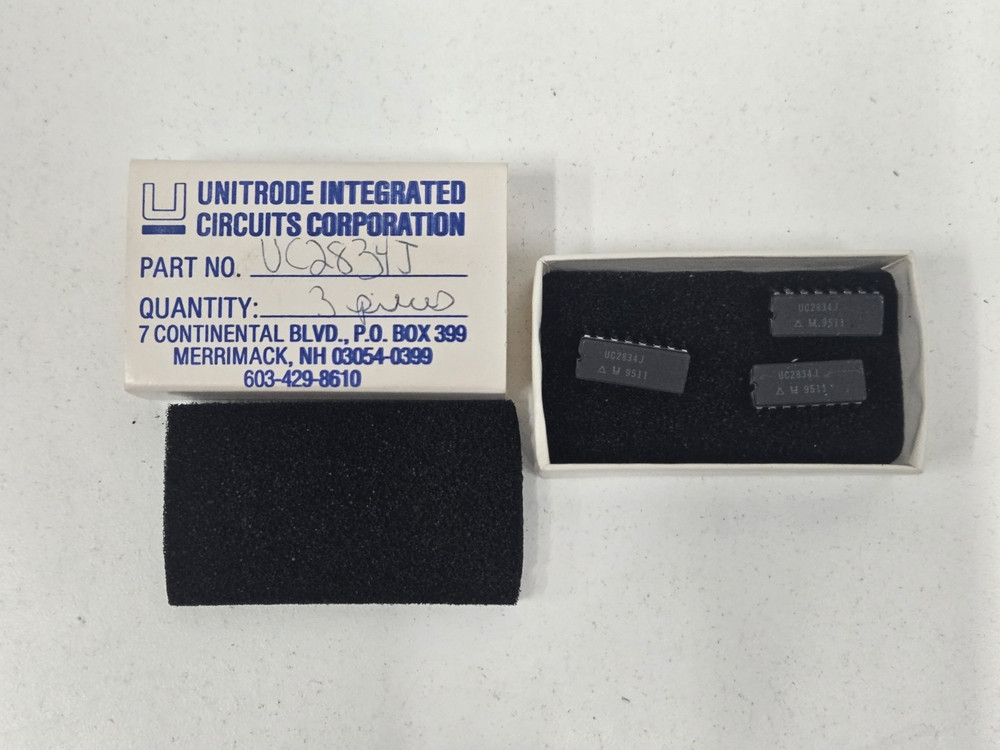 UNITRODE INTEGRATED
CIRCUITS CORPORATION
PART NO. UC2834J
QUANTITY: 3 pieces
7 CONTINENTAL BLVD., P.O. BOX 399
MERRIMACK, NH 03054-0399
603-429-8610
UC2834J
9511
UC2834J
9511
UC2834J
9511